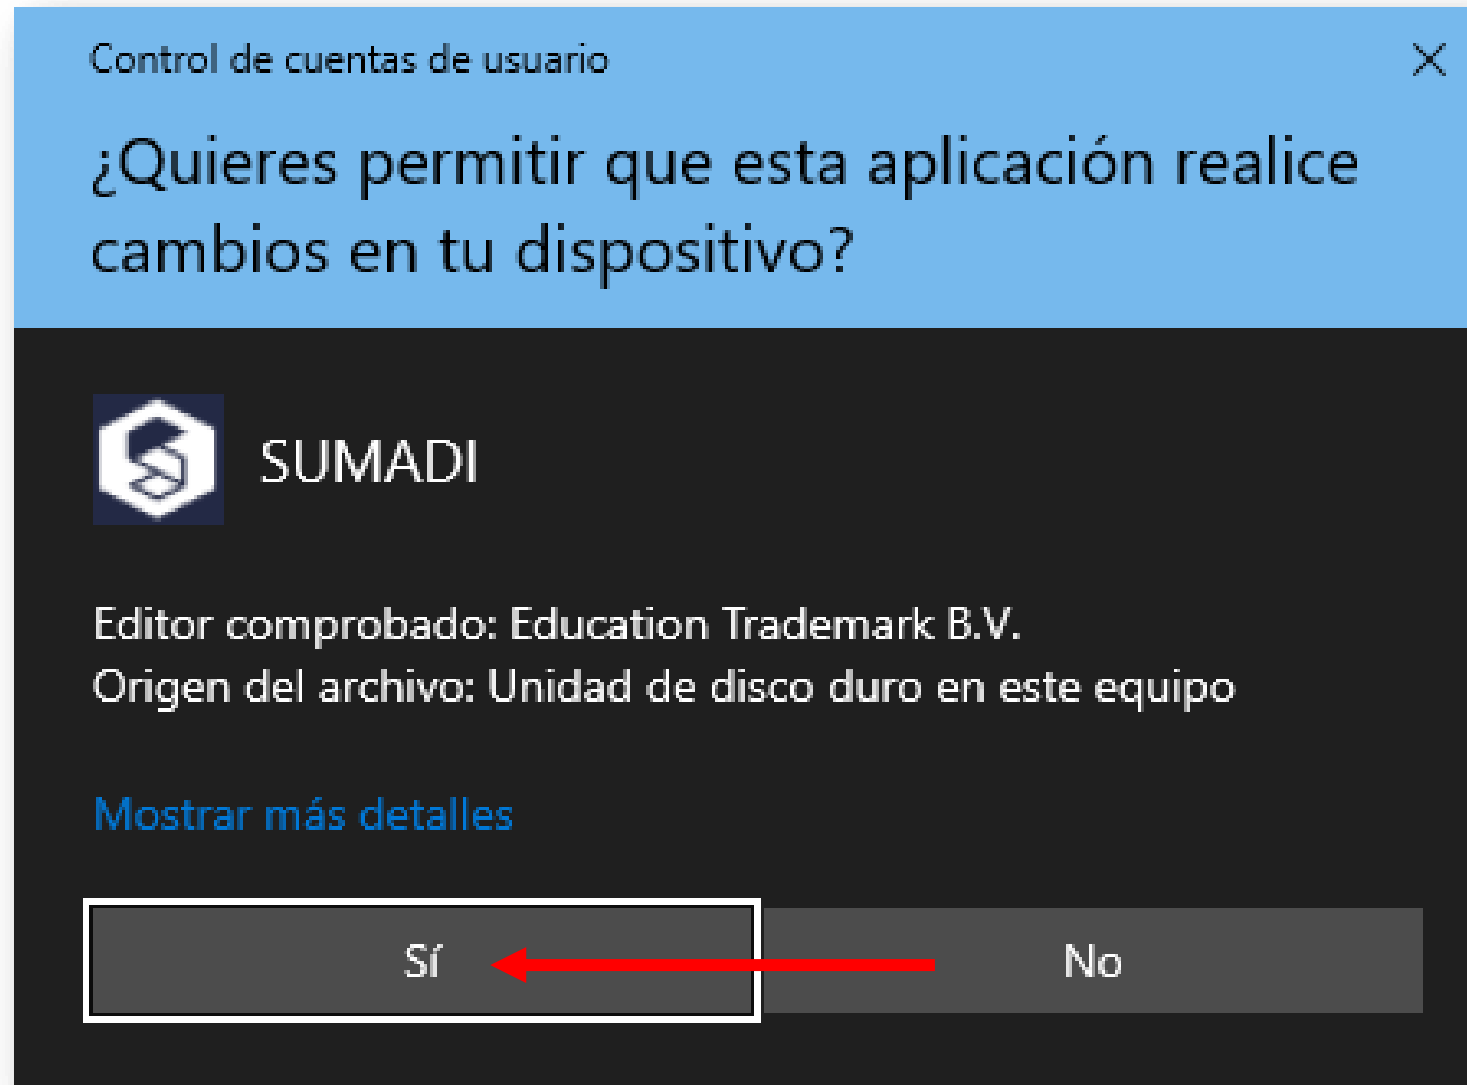 Control de cuentas de usuario
¿Quieres permitir que esta aplicación realice
cambios en tu dispositivo?
SUMADI
Editor comprobado: Education Trademark B.V.
Origen del archivo: Unidad de disco duro en este equipo
Mostrar más detalles
Sí
No